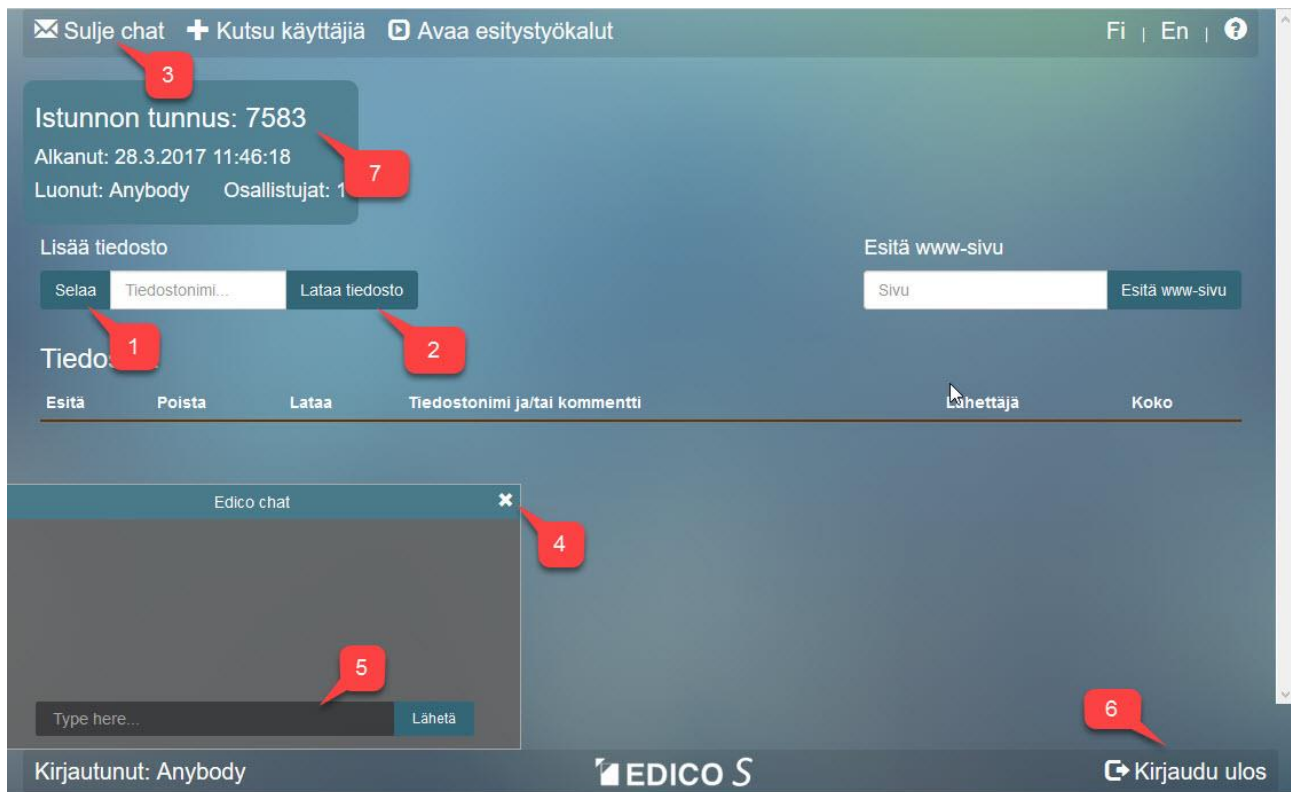 Sulje chat Kutsu käyttäjiä Avaa esitystyökalut Fi | En | ?
3
Istunnon tunnus: 7583
Alkanut: 28.3.2017 11:46:18
7
Luonut: Anybody Osallistujat: 1
Lisää tiedosto Esitä www-sivu
Selaa Tiedostonimi... Lataa tiedosto Sivu Esitä www-sivu
1 2
Esitä Poista Lataa Tiedostonimi ja/tai kommentti Lähettäjä Koko
Edico chat
4
5
Type here... Lähetä
6
Kirjautunut: Anybody EDICO S Kirjaudu ulos